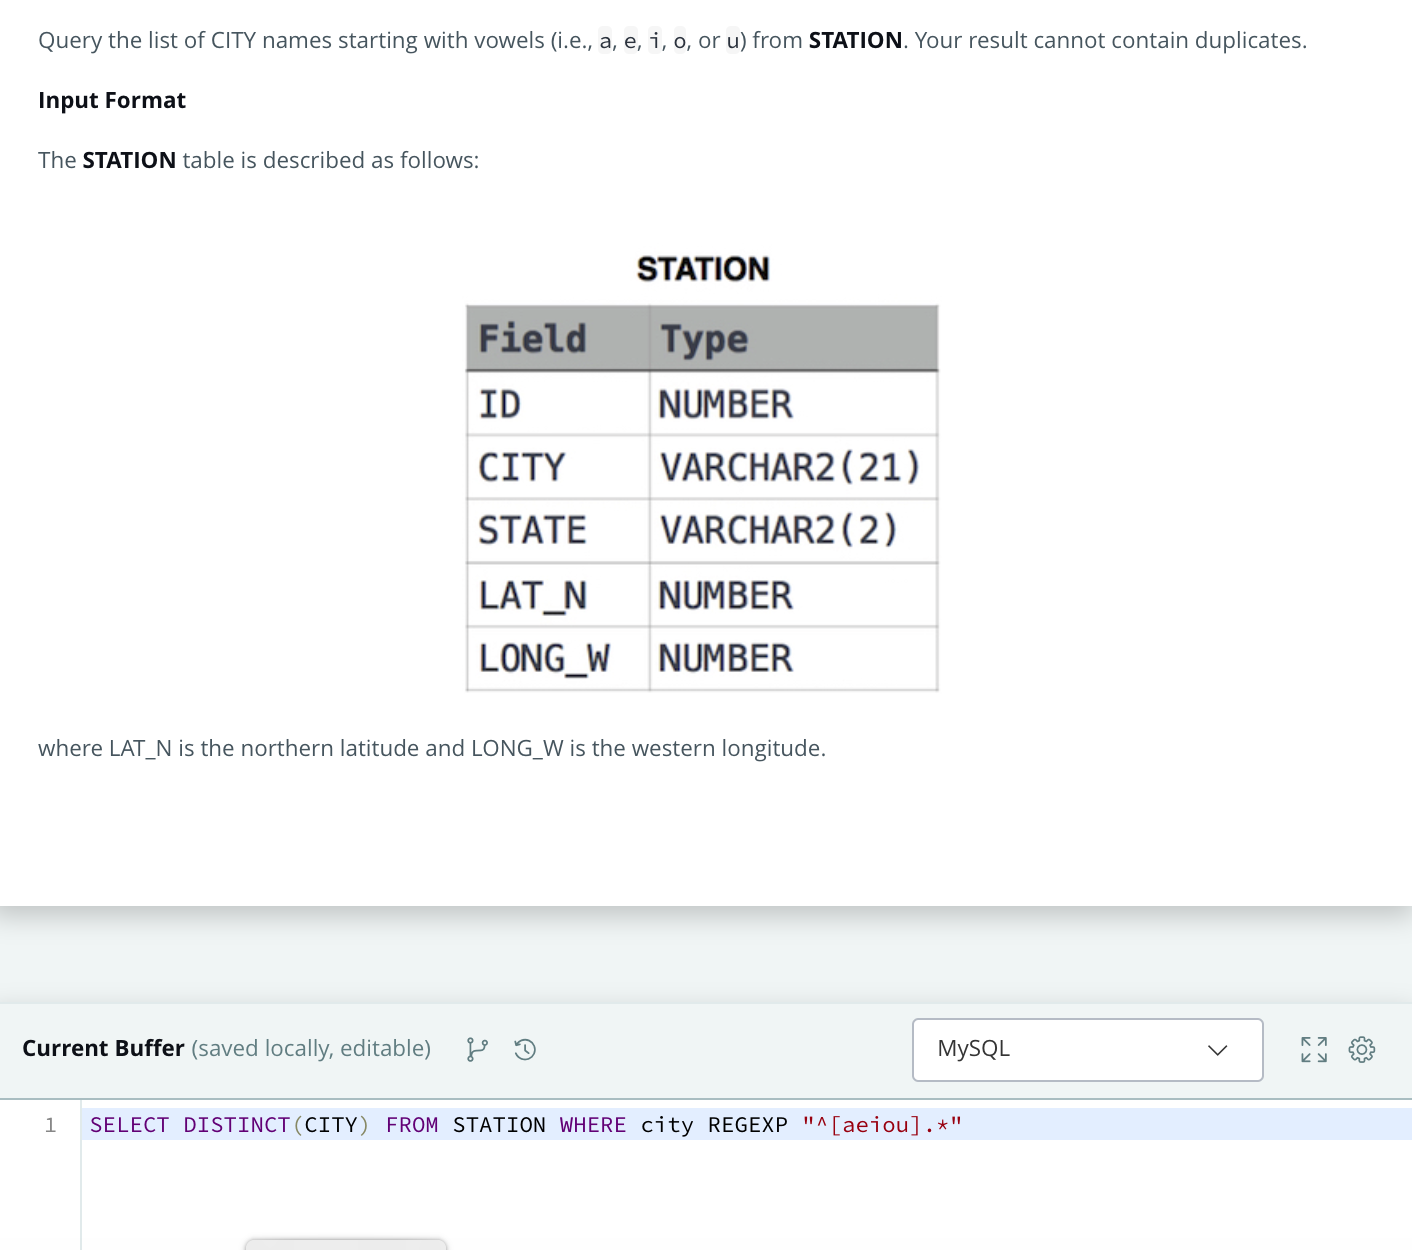 Query the list of CITY names starting with vowels (i.e., a, e, i, o, or u) from STATION. Your result cannot contain duplicates.
Input Format
The STATION table is described as follows:
STATION
Field Type
ID NUMBER
CITY VARCHAR2(21)
STATE VARCHAR2(2)
LAT_N NUMBER
LONG_W NUMBER
where LAT_N is the northern latitude and LONG_W is the western longitude.
Current Buffer (saved locally, editable)
MySQL
1 SELECT DISTINCT(CITY) FROM STATION WHERE city REGEXP "^[aeiou].*"